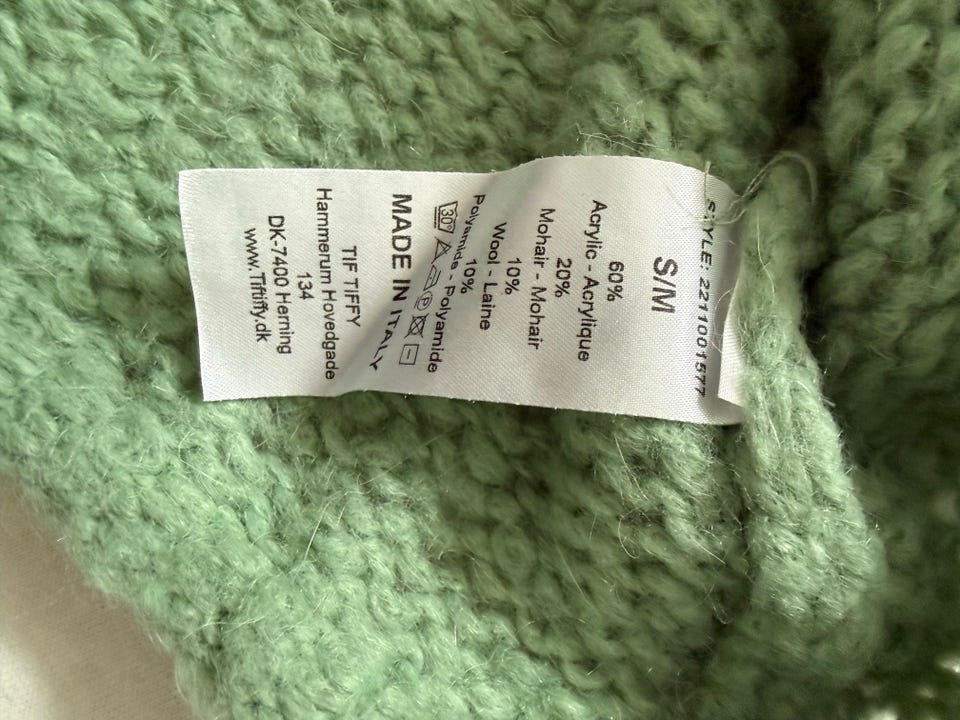 STYLE: 2211001577
S/M
60%
Acrylic - Acrylique
20%
Mohair - Mohair
10%
Wool - Laine
10%
Polyamide - Polyamide
30°
MADE IN ITALY
TIF TIFFY
Hammerum Hovedgade
134
DK-7400 Herning
www.Tiftiffy.dk